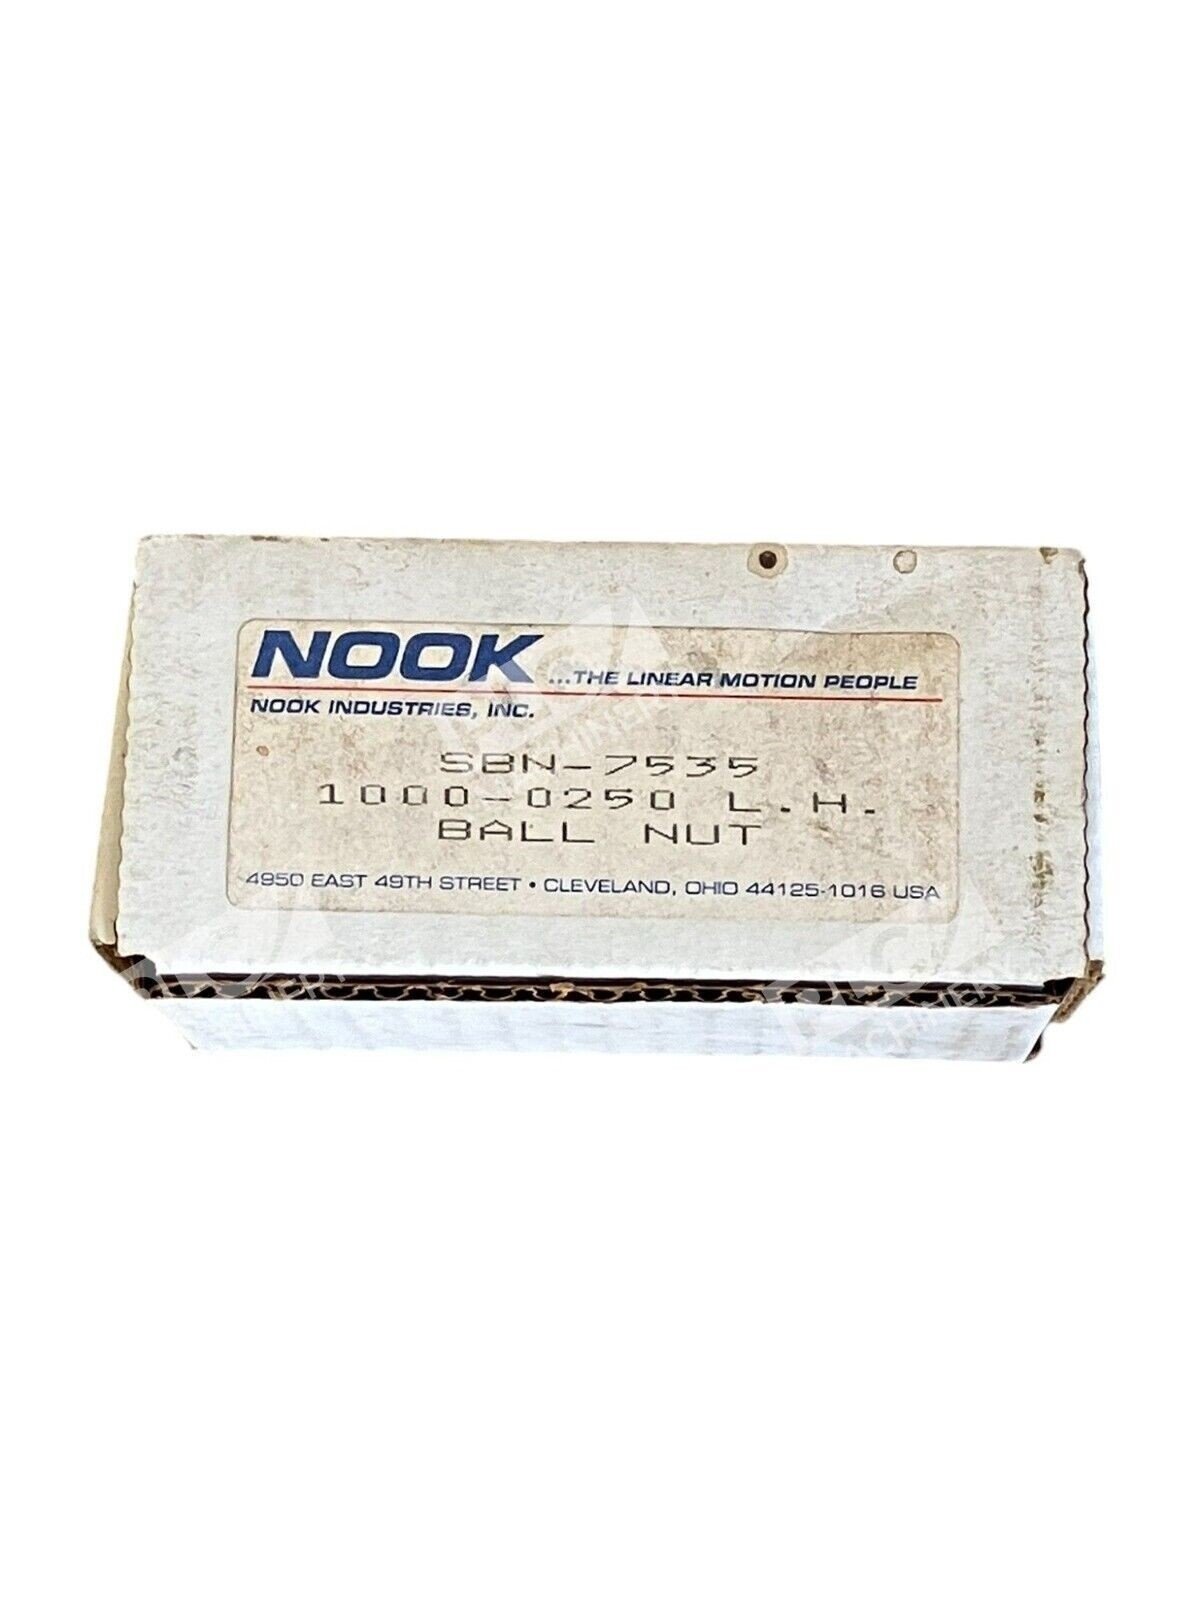 NOOK ...THE LINEAR MOTION PEOPLE
NOOK INDUSTRIES, INC.
SBN-7535
1000-0250 L.H.
BALL NUT
4950 EAST 49TH STREET • CLEVELAND, OHIO 44125-1016 USA